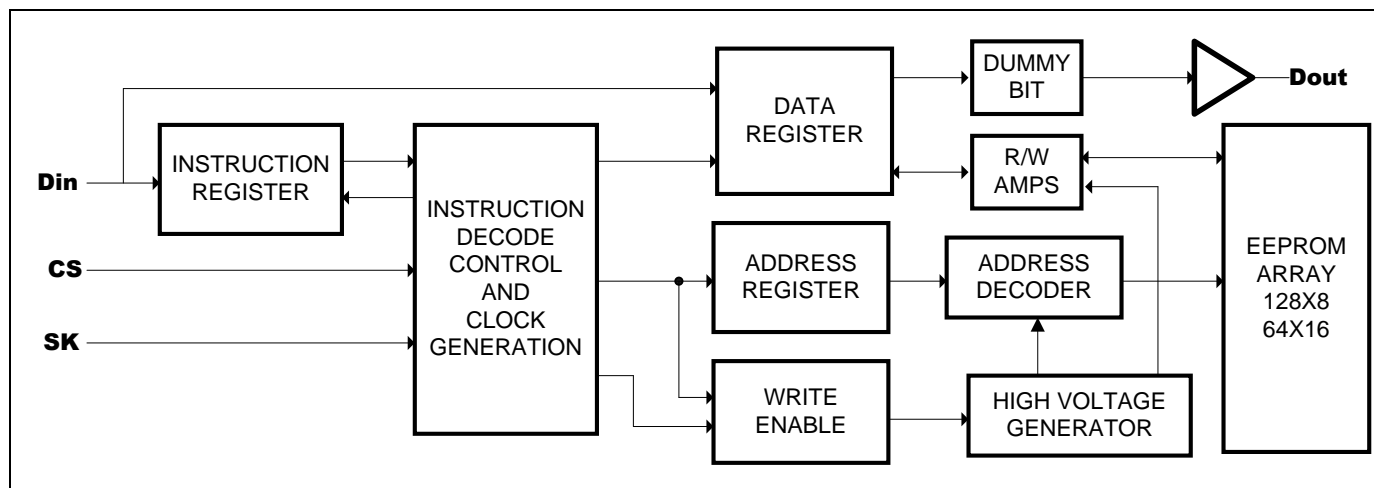 DUMMY
BIT
Dout
DATA
REGISTER
INSTRUCTION
REGISTER
Din
R/W
AMPS
INSTRUCTION
DECODE
CONTROL
AND
CLOCK
GENERATION
CS
SK
ADDRESS
REGISTER
ADDRESS
DECODER
EEPROM
ARRAY
128X8
64X16
WRITE
ENABLE
HIGH VOLTAGE
GENERATOR